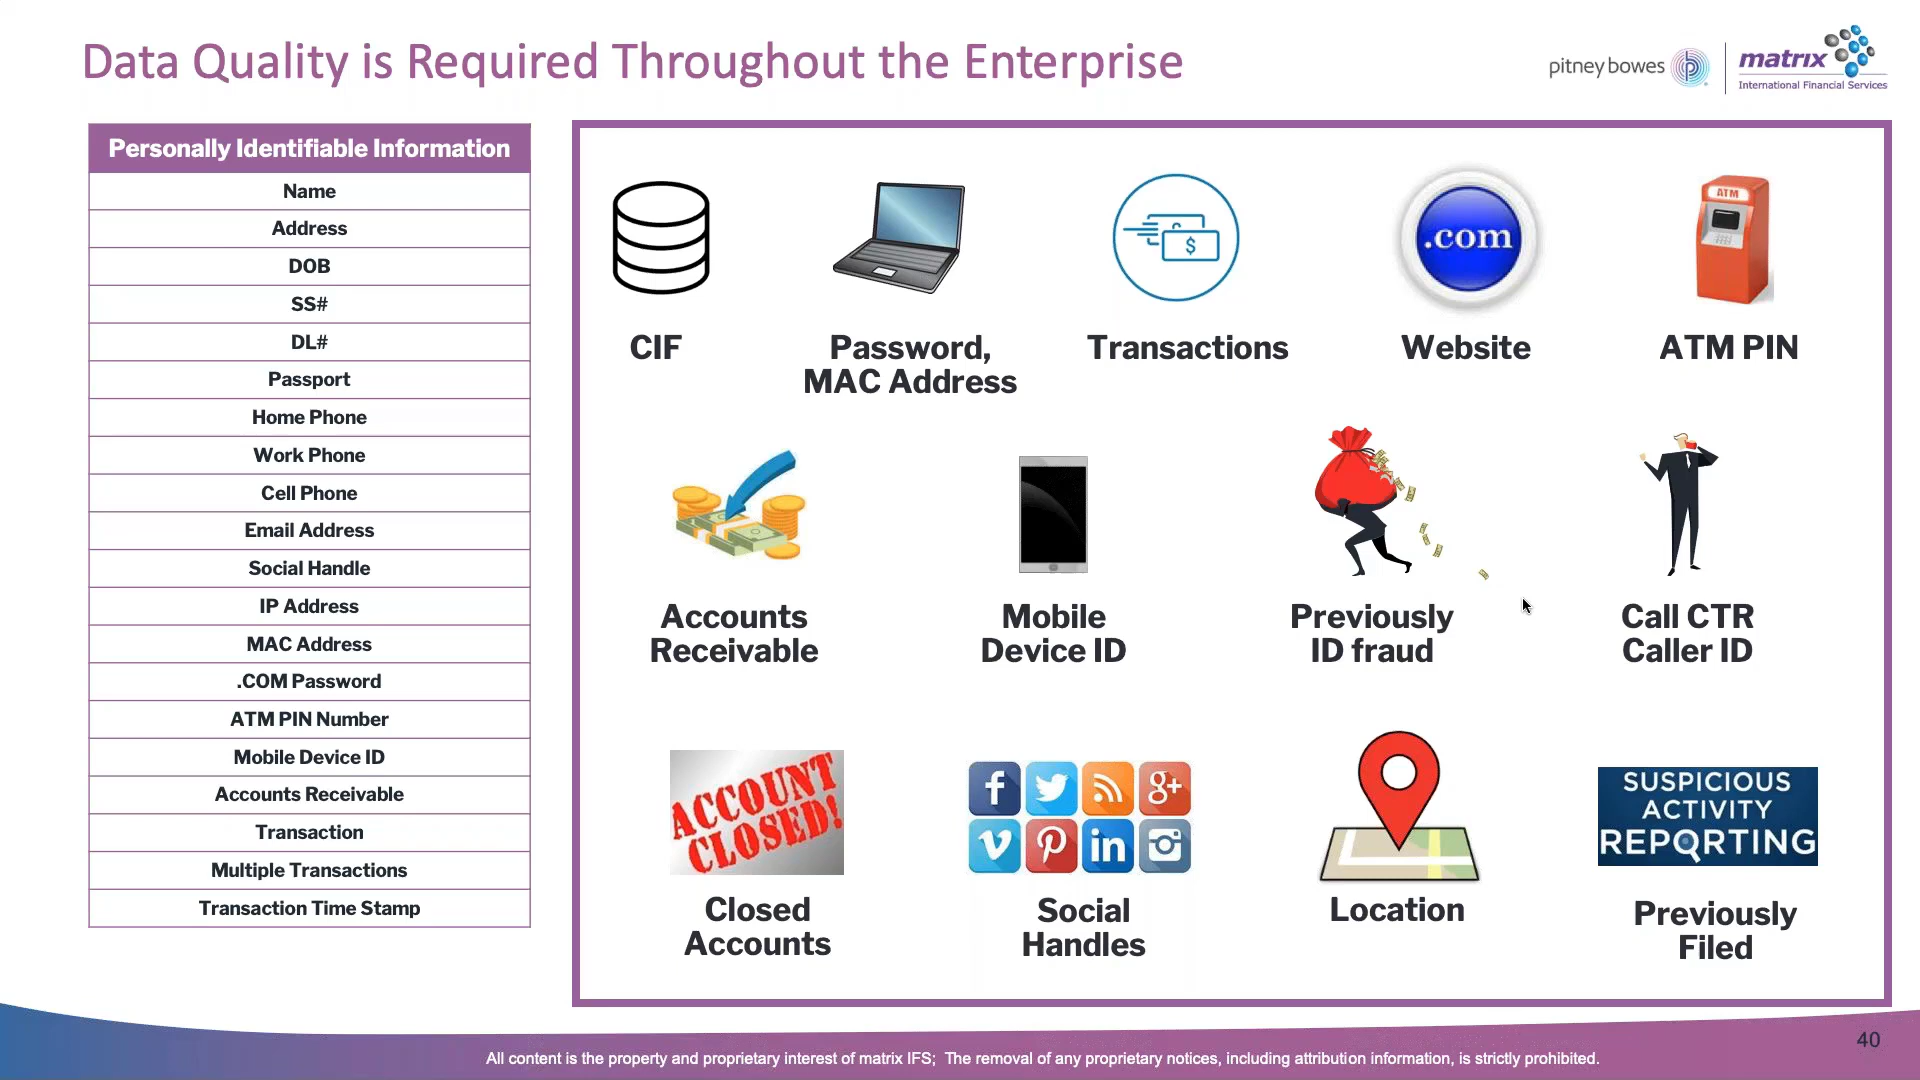 Data Quality is Required Throughout the Enterprise
pitney bowes
matrix
International Financial Services
Personally Identifiable Information
Name
Address
DOB
SS#
DL#
Passport
Home Phone
Work Phone
Cell Phone
Email Address
Social Handle
IP Address
MAC Address
.COM Password
ATM PIN Number
Mobile Device ID
Accounts Receivable
Transaction
Multiple Transactions
Transaction Time Stamp
$
.com
ATM
CIF
Password,
MAC Address
Transactions
Website
ATM PIN
Accounts
Receivable
Mobile
Device ID
Previously
ID fraud
Call CTR
Caller ID
ACCOUNT
CLOSED!
f
g+
in
SUSPICIOUS
ACTIVITY
REPORTING
Closed
Accounts
Social
Handles
Location
Previously
Filed
40
All content is the property and proprietary interest of matrix IFS;  The removal of any proprietary notices, including attribution information, is strictly prohibited.